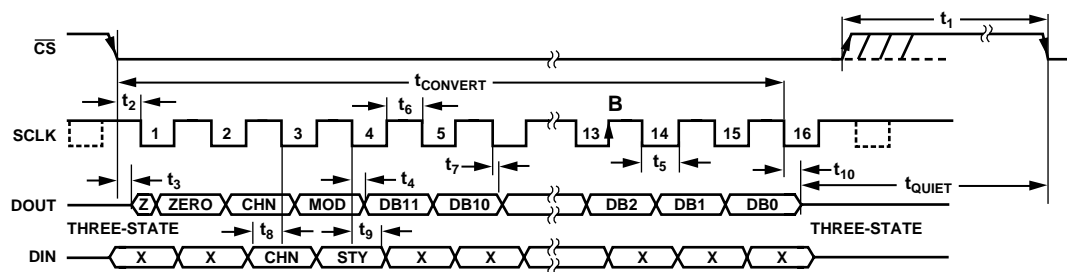 t1
CS
tCONVERT
t2
t6
B
SCLK
1 2 3 4 5 13 14 15 16
t7
t5
t3
t4
t10
tQUIET
DOUT
Z ZERO CHN MOD DB11 DB10 DB2 DB1 DB0
THREE-STATE
THREE-STATE
t8
t9
DIN
X X CHN STY X X X X X